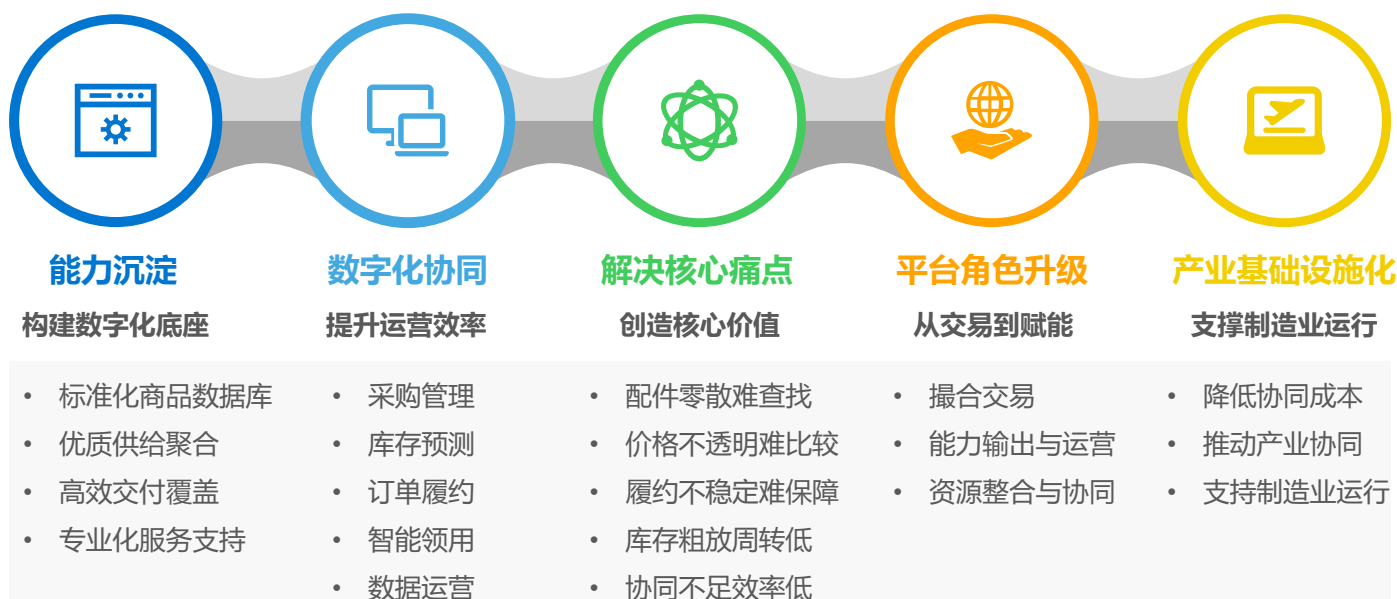 能力沉淀
构建数字化底座
• 标准化商品数据库
• 优质供给聚合
• 高效交付覆盖
• 专业化服务支持
数字化协同
提升运营效率
• 采购管理
• 库存预测
• 订单履约
• 智能领用
• 数据运营
解决核心痛点
创造核心价值
• 配件零散难查找
• 价格不透明难比较
• 履约不稳定难保障
• 库存粗放周转低
• 协同不足效率低
平台角色升级
从交易到赋能
• 撮合交易
• 能力输出与运营
• 资源整合与协同
产业基础设施化
支撑制造业运行
• 降低协同成本
• 推动产业协同
• 支持制造业运行